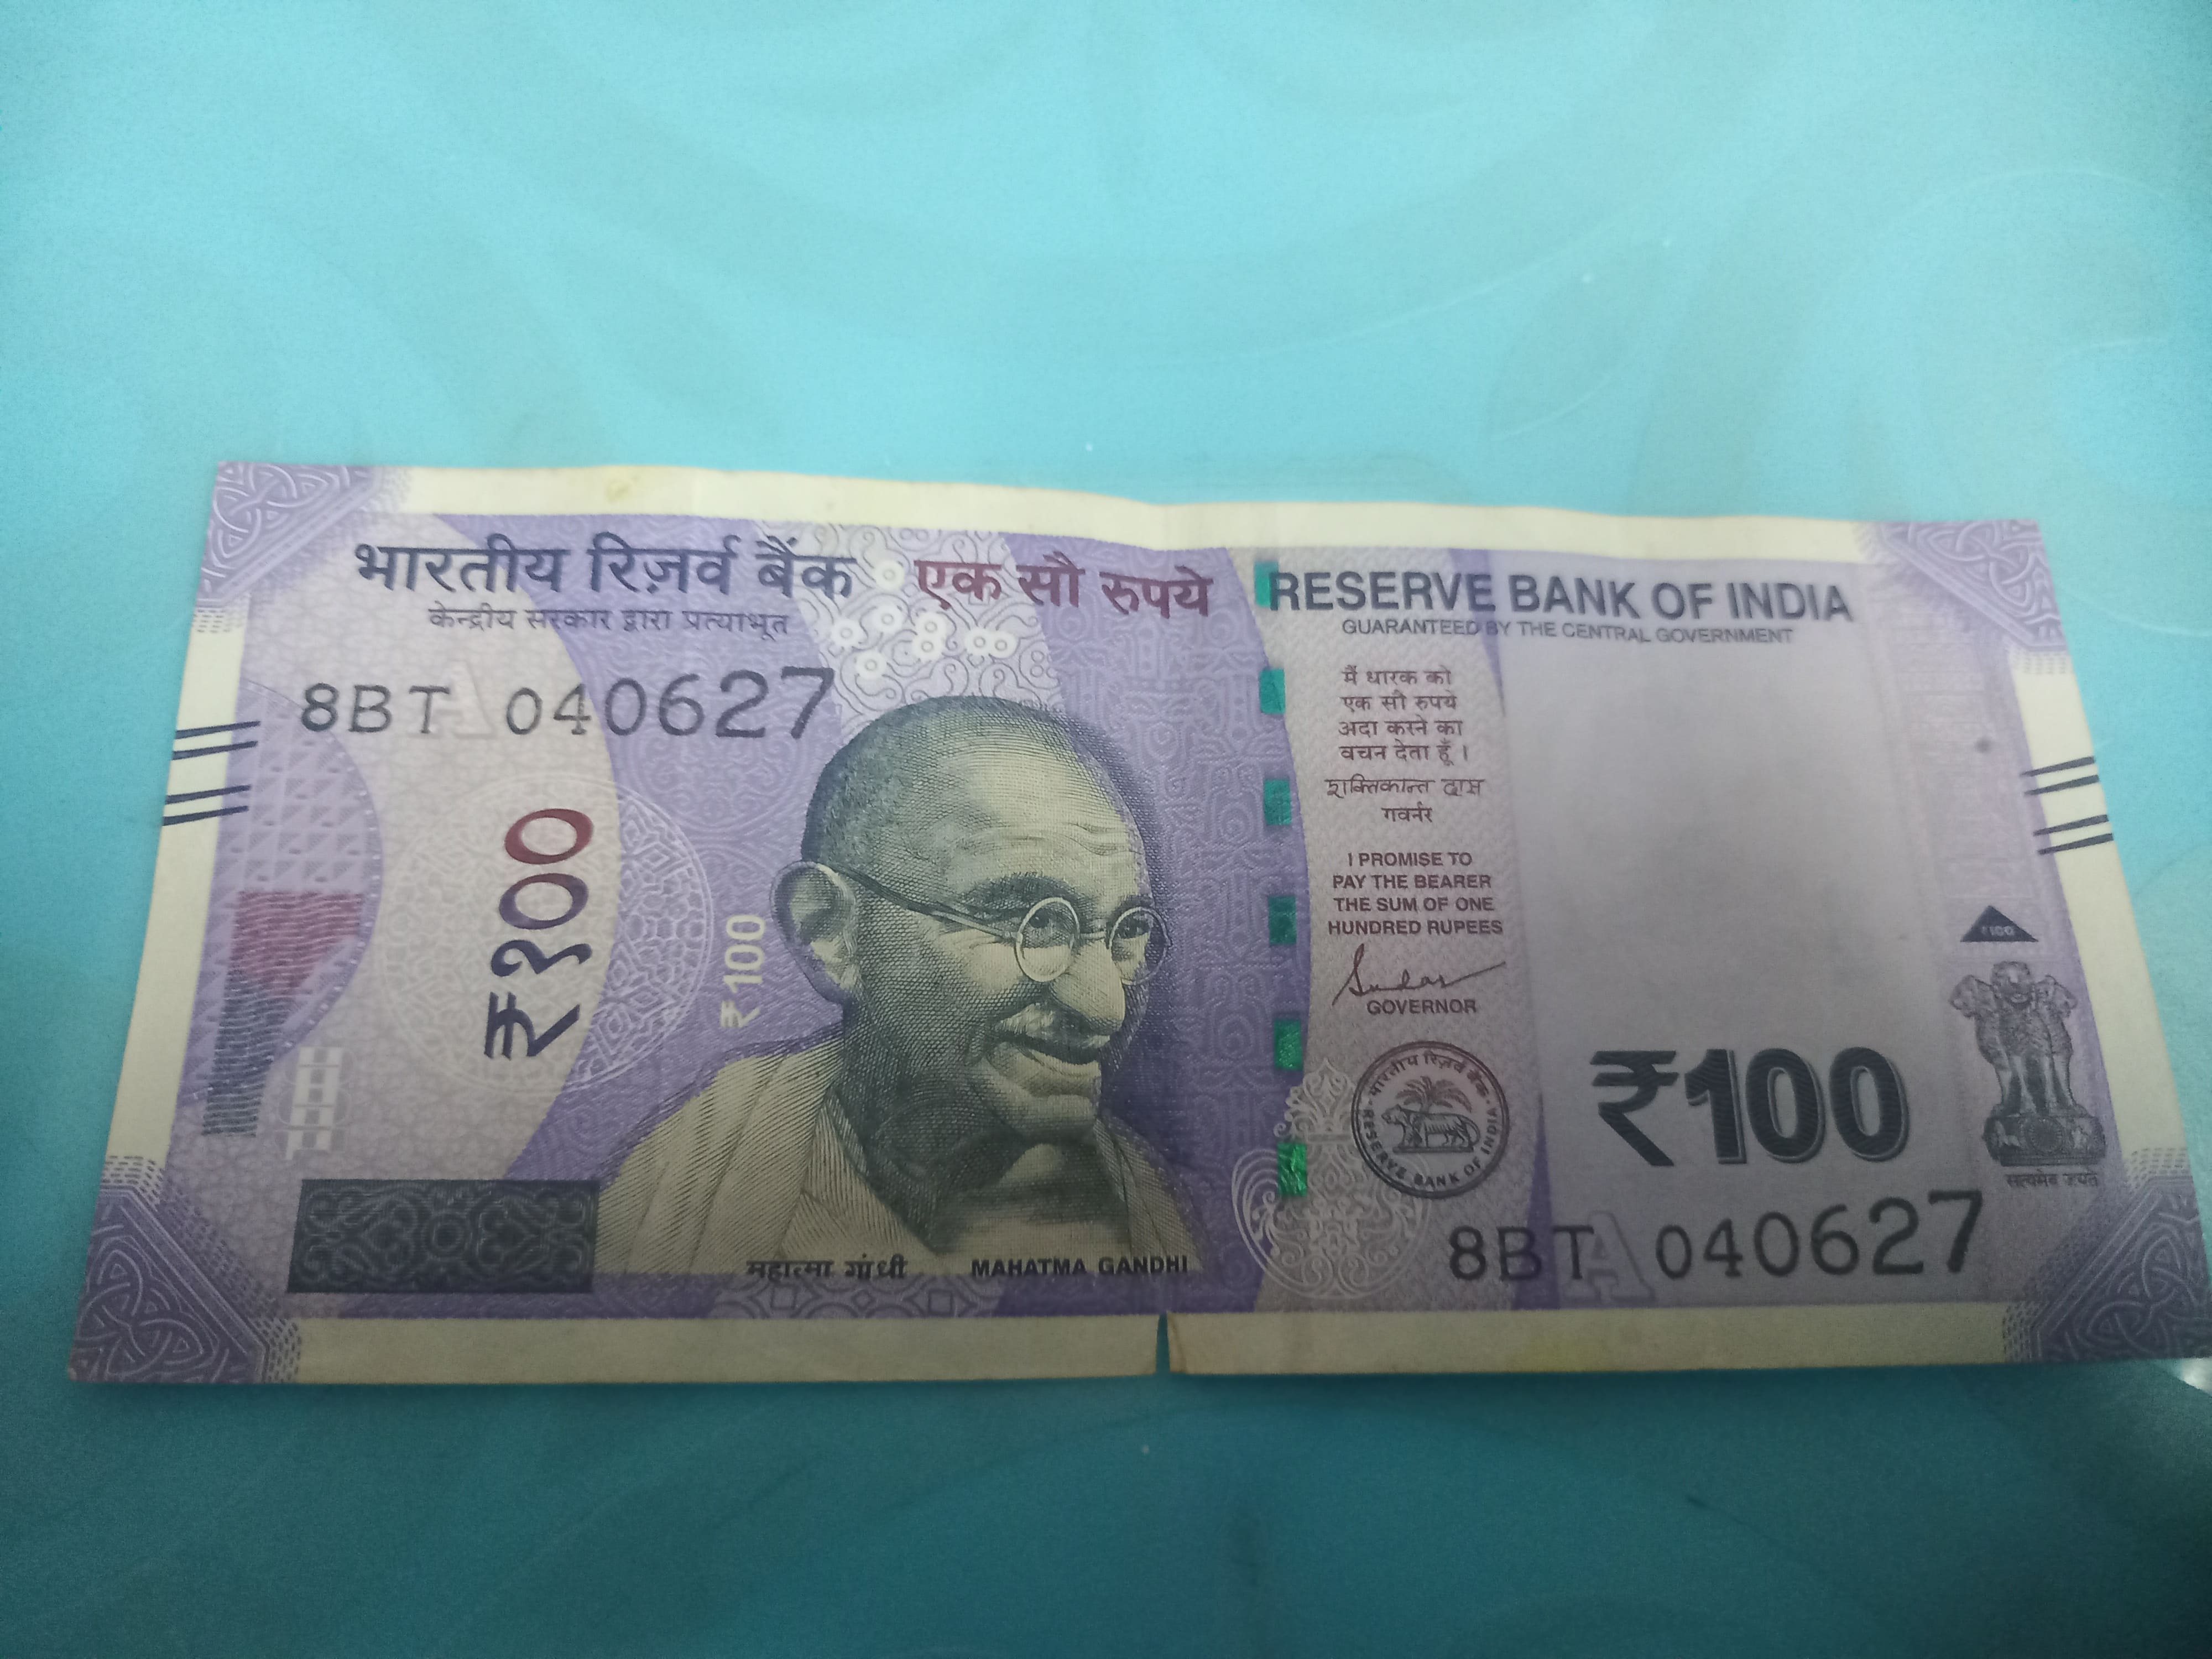 भारतीय रिज़र्व बैंक
केन्द्रीय सरकार द्वारा प्रत्याभूत
एक सौ रुपये
RESERVE BANK OF INDIA
GUARANTEED BY THE CENTRAL GOVERNMENT
8BT 040627
₹१००
₹100
मैं धारक को
एक सौ रुपये
अदा करने का
वचन देता हूँ ।
शक्तिकान्त दास
गवर्नर
I PROMISE TO
PAY THE BEARER
THE SUM OF ONE
HUNDRED RUPEES
GOVERNOR
भारतीय रिज़र्व बैंक
RESERVE BANK OF INDIA
₹100
₹100
सत्यमेव जयते
8BT 040627
महात्मा गांधी
MAHATMA GANDHI